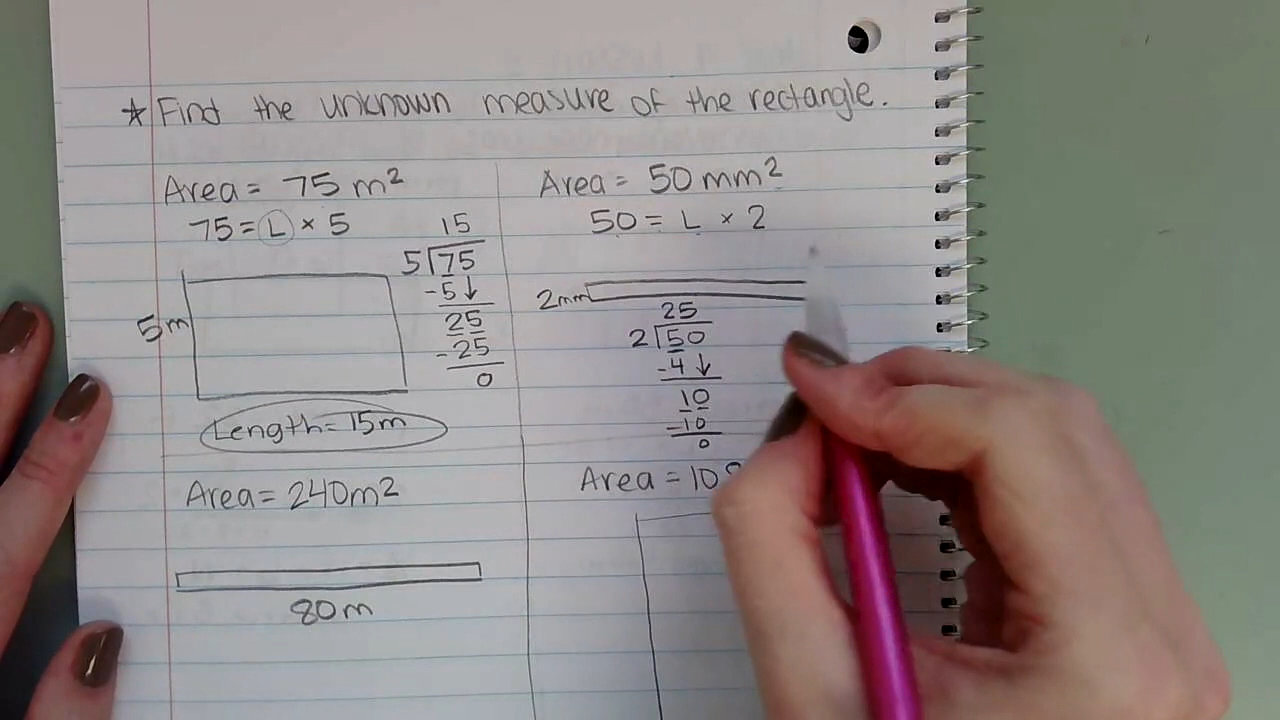 * Find the unknown measure of the rectangle.
Area = 75 m²
75 = L × 5
15
5 75
-5↓
25
-25
0
5m
Length = 15m
Area = 50 mm²
50 = L × 2
2mm
25
2 50
-4↓
10
-10
0
Area = 240m²
80m
Area = 10